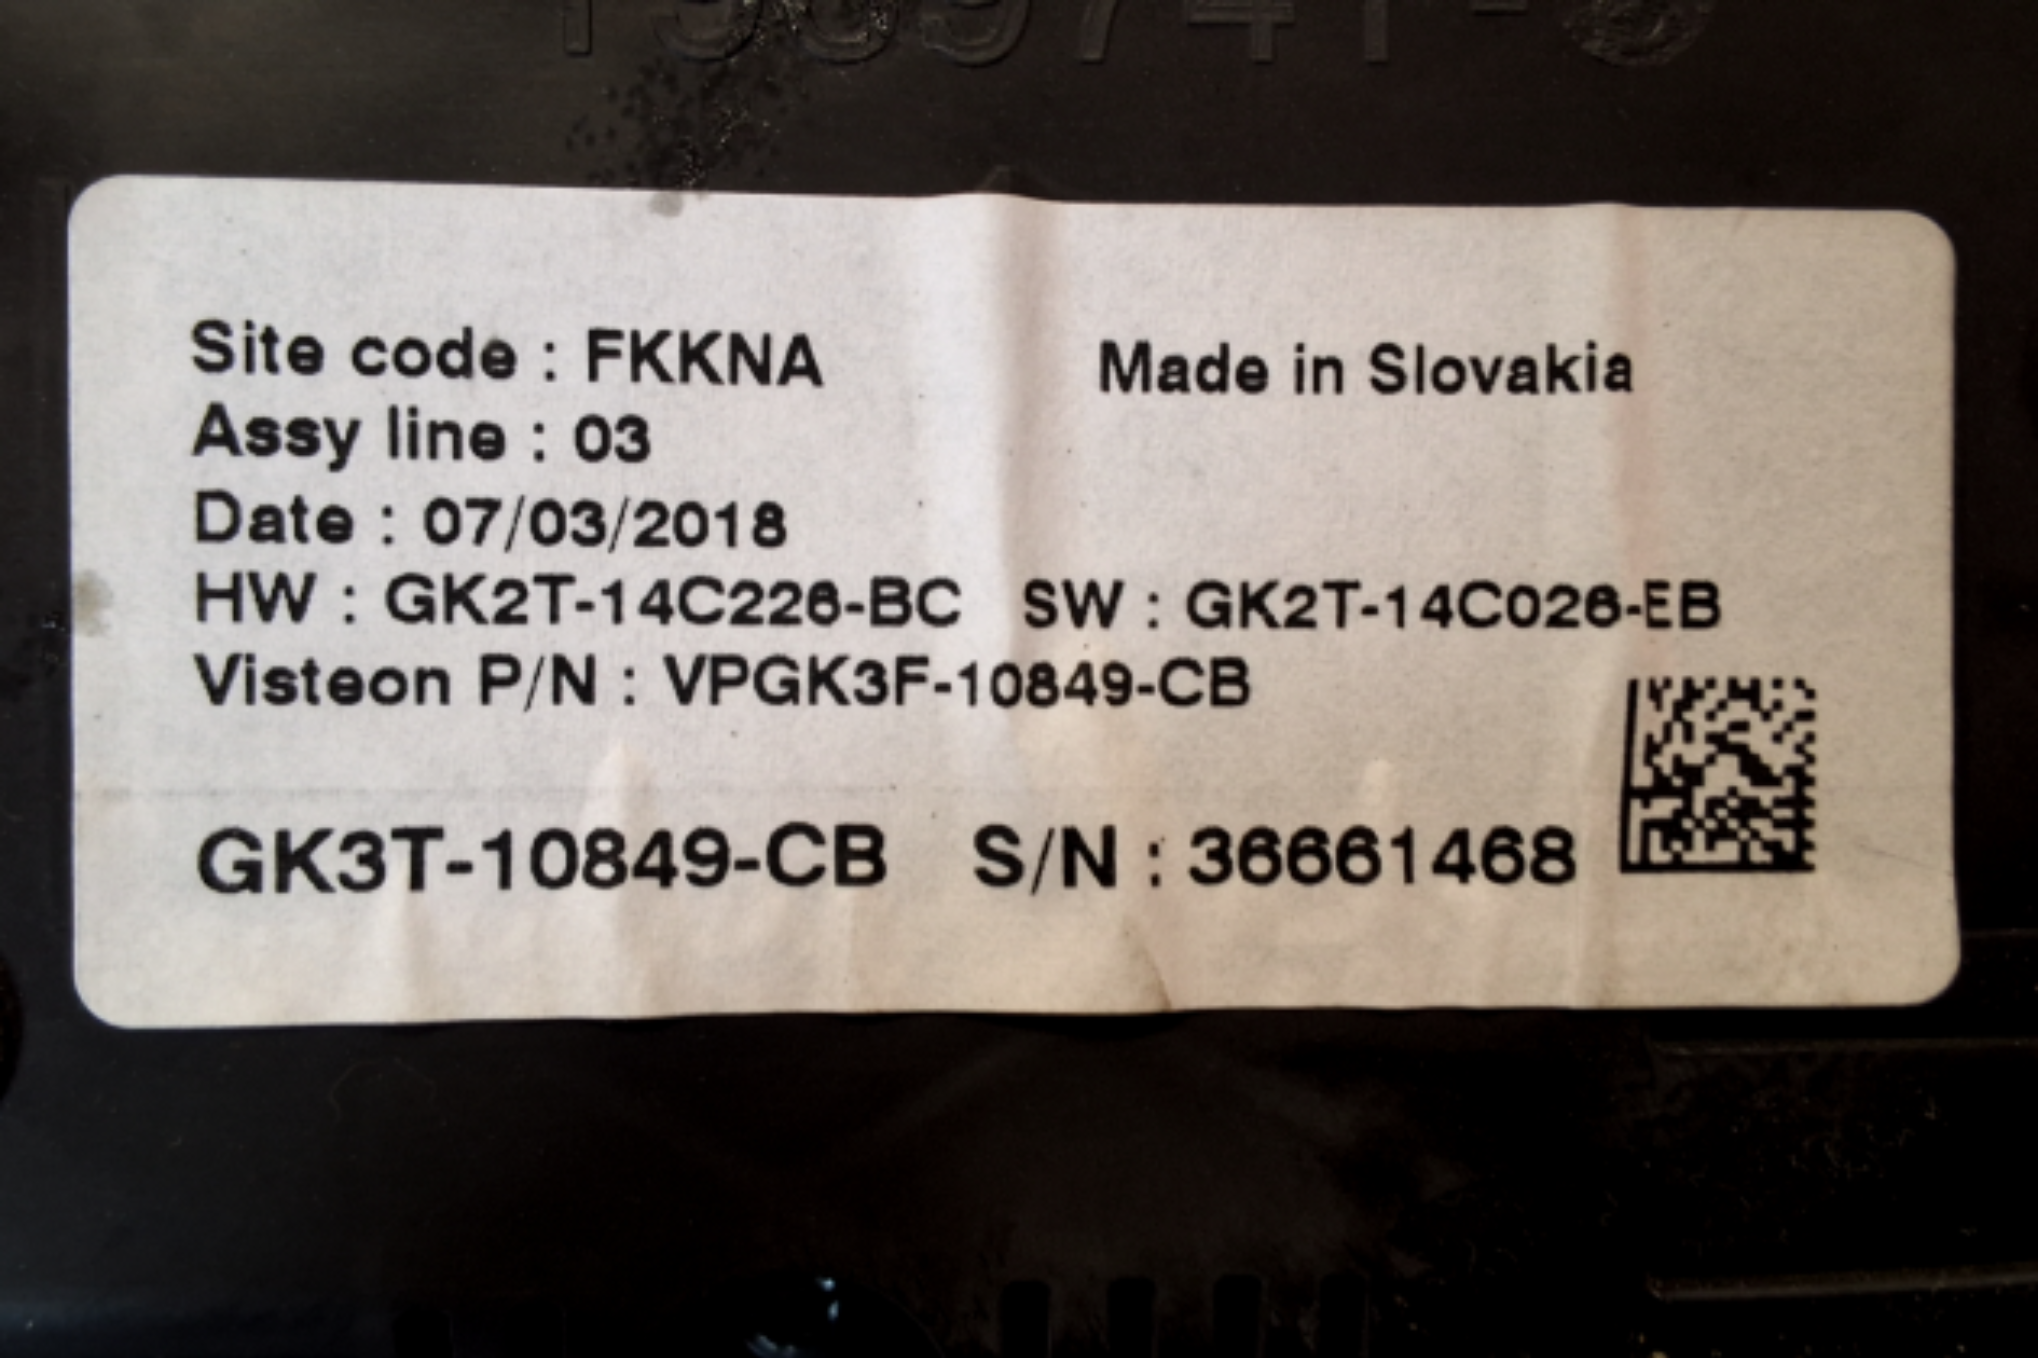 Site code : FKKNA Made in Slovakia
Assy line : 03
Date : 07/03/2018
HW : GK2T-14C226-BC SW : GK2T-14C026-EB
Visteon P/N : VPGK3F-10849-CB
GK3T-10849-CB S/N : 36661468